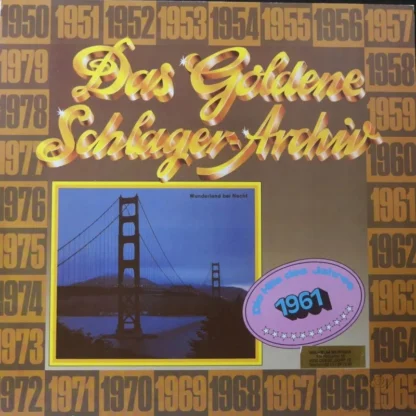 1950 1951 1952 1953 1954 1955 1956 1957
1979 1958
1978 1959
1977 1960
1976 1961
1975 1962
1974 1963
1973 1964
1972 1971 1970 1969 1968 1967 1966 1965
Das Goldene
Schlager-Archiv
Wunderland bei Nacht
Die Hits des Jahres
1961